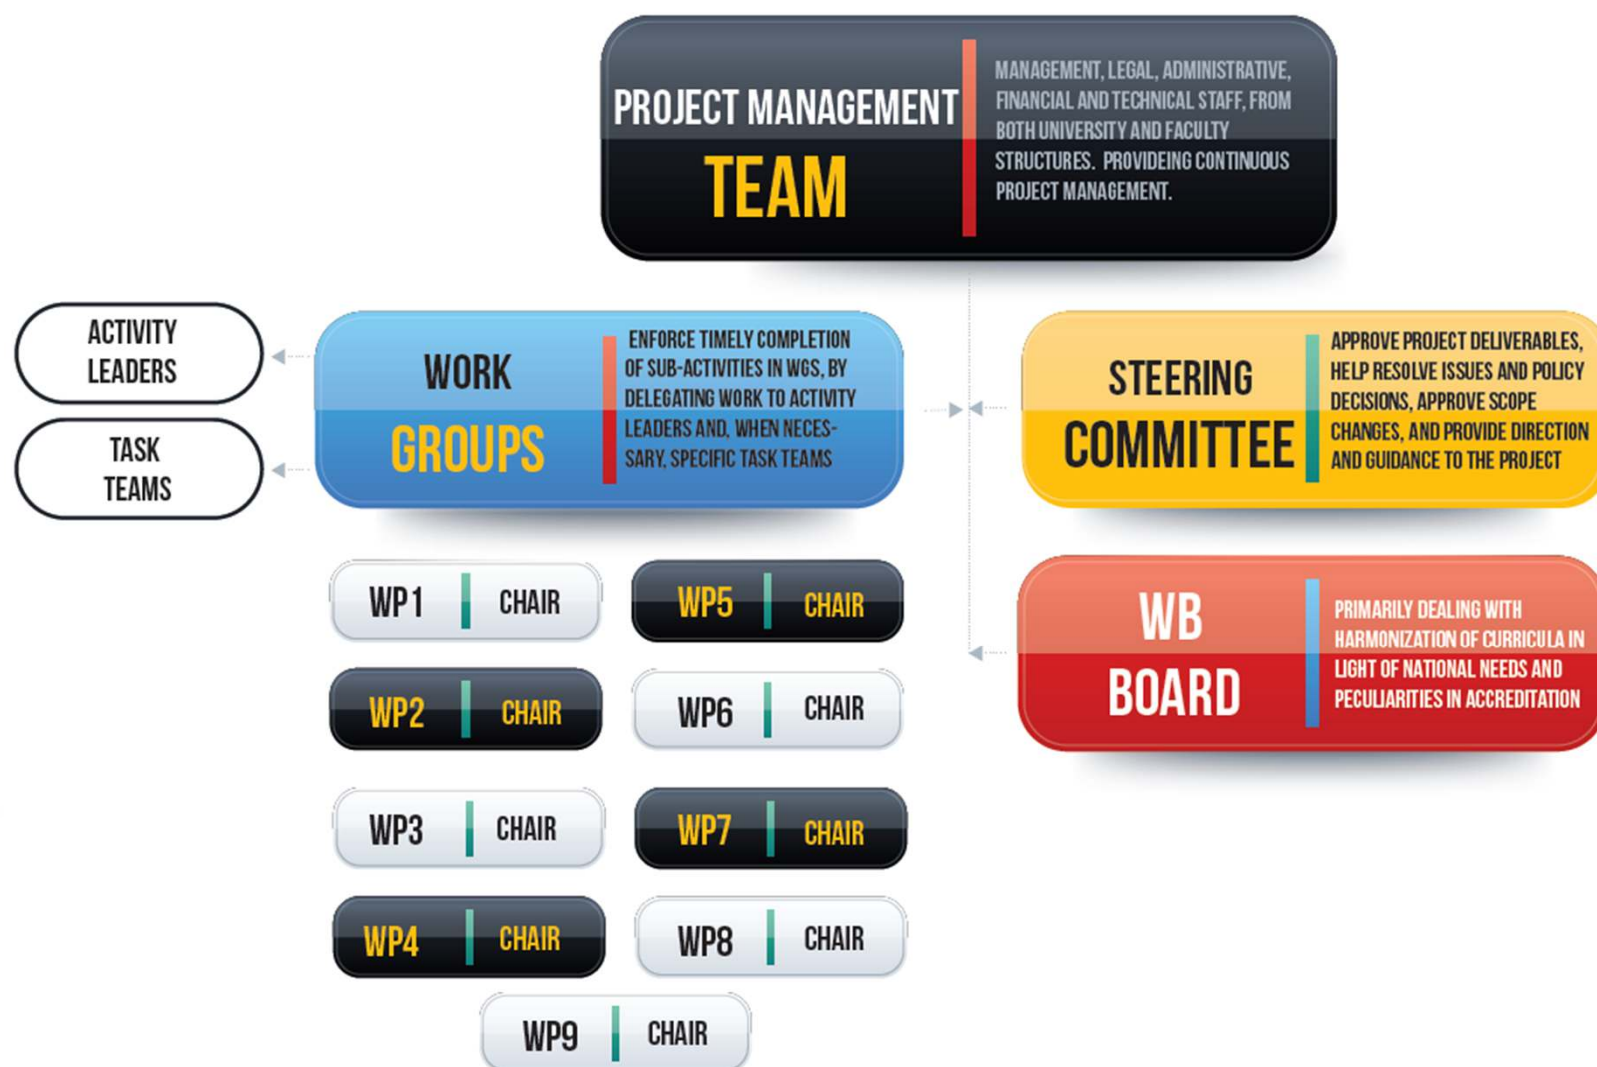 PROJECT MANAGEMENT
TEAM
MANAGEMENT, LEGAL, ADMINISTRATIVE,
FINANCIAL AND TECHNICAL STAFF, FROM
BOTH UNIVERSITY AND FACULTY
STRUCTURES. PROVIDEING CONTINUOUS
PROJECT MANAGEMENT.
ACTIVITY
LEADERS
TASK
TEAMS
WORK
GROUPS
ENFORCE TIMELY COMPLETION
OF SUB-ACTIVITIES IN WGS, BY
DELEGATING WORK TO ACTIVITY
LEADERS AND, WHEN NECES-
SARY, SPECIFIC TASK TEAMS
STEERING
COMMITTEE
APPROVE PROJECT DELIVERABLES,
HELP RESOLVE ISSUES AND POLICY
DECISIONS, APPROVE SCOPE
CHANGES, AND PROVIDE DIRECTION
AND GUIDANCE TO THE PROJECT
WB
BOARD
PRIMARILY DEALING WITH
HARMONIZATION OF CURRICULA IN
LIGHT OF NATIONAL NEEDS AND
PECULIARITIES IN ACCREDITATION
WP1 CHAIR
WP5 CHAIR
WP2 CHAIR
WP6 CHAIR
WP3 CHAIR
WP7 CHAIR
WP4 CHAIR
WP8 CHAIR
WP9 CHAIR